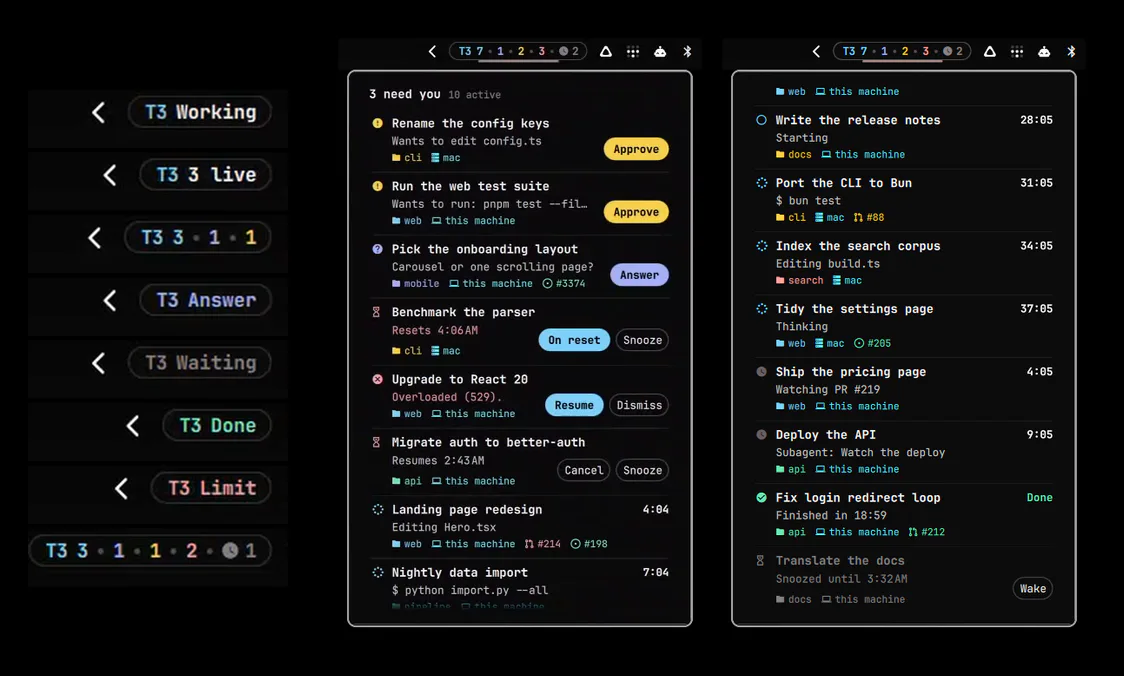 T3 Working
T3 3 live
T3 3 · 1 · 1
T3 Answer
T3 Waiting
T3 Done
T3 Limit
T3 3 · 1 · 1 · 2 · 1
T3 7 · 1 · 2 · 3 · 2
3 need you 10 active
Rename the config keys
Wants to edit config.ts
Approve
cli mac
Run the web test suite
Wants to run: pnpm test --fil…
Approve
web this machine
Pick the onboarding layout
Carousel or one scrolling page?
Answer
mobile this machine #3374
Benchmark the parser
Resets 4:06AM
On reset Snooze
cli mac
Upgrade to React 20
Overloaded (529).
Resume Dismiss
web this machine
Migrate auth to better-auth
Resumes 2:43AM
Cancel Snooze
api this machine
Landing page redesign 4:04
Editing Hero.tsx
web this machine #214 #198
Nightly data import 7:04
$ python import.py --all
pipeline this machine
T3 7 · 1 · 2 · 3 · 2
web this machine
Write the release notes 28:05
Starting
docs this machine
Port the CLI to Bun 31:05
$ bun test
cli mac #88
Index the search corpus 34:05
Editing build.ts
search mac
Tidy the settings page 37:05
Thinking
web mac #205
Ship the pricing page 4:05
Watching PR #219
web this machine
Deploy the API 9:05
Subagent: Watch the deploy
api this machine
Fix login redirect loop Done
Finished in 18:59
api this machine #212
Translate the docs
Snoozed until 3:32AM
Wake
docs this machine